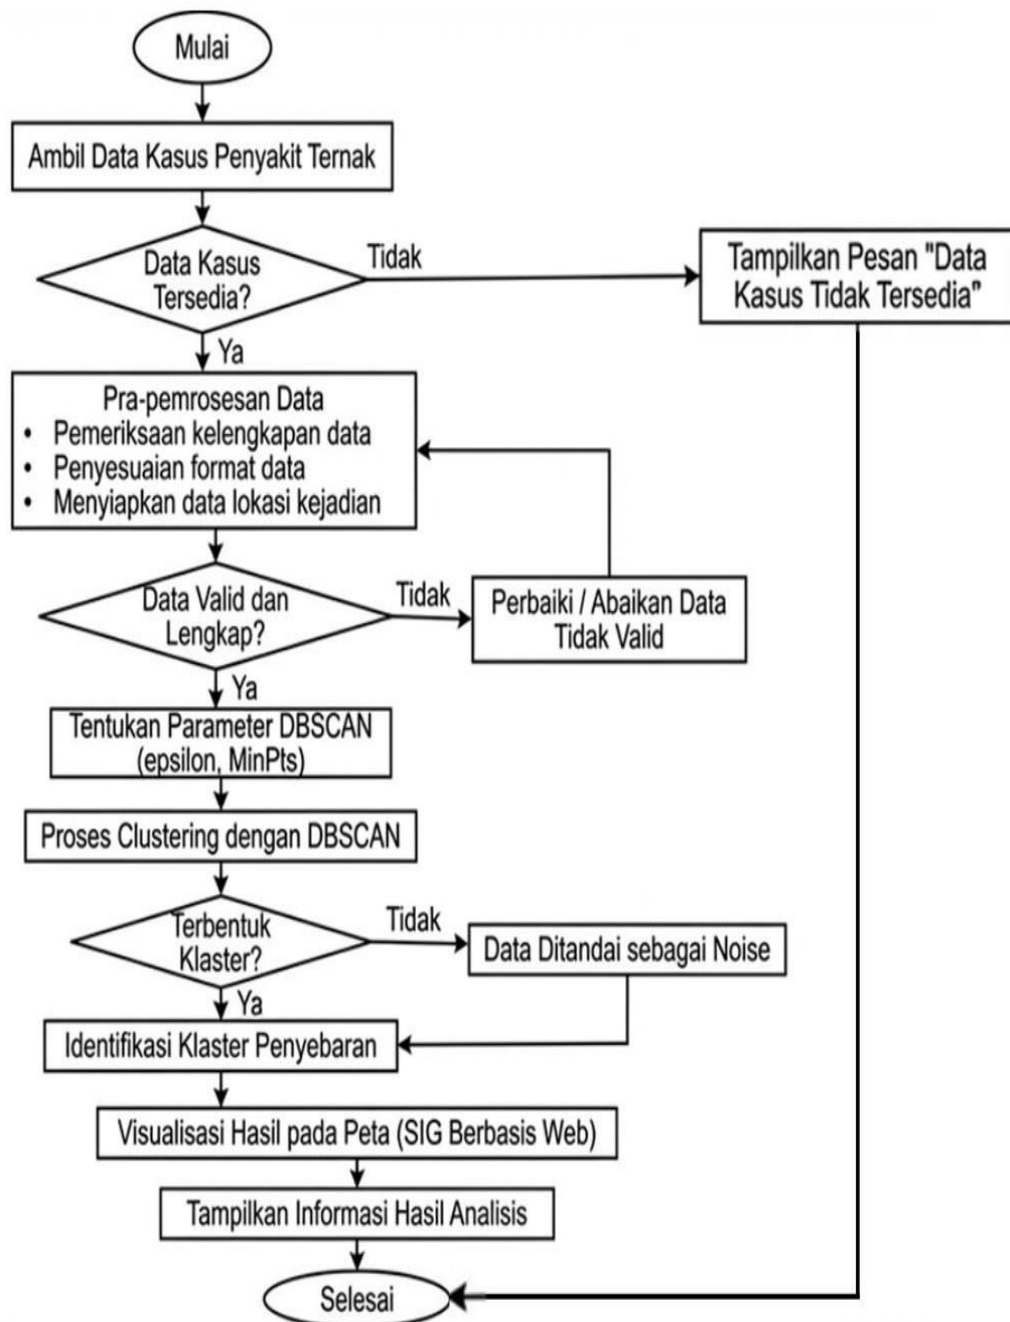 Mulai
Ambil Data Kasus Penyakit Ternak
Data Kasus
Tersedia?
Tidak
Tampilkan Pesan "Data
Kasus Tidak Tersedia"
Ya
Pra-pemrosesan Data
• Pemeriksaan kelengkapan data
• Penyesuaian format data
• Menyiapkan data lokasi kejadian
Data Valid dan
Lengkap?
Tidak
Perbaiki / Abaikan Data
Tidak Valid
Ya
Tentukan Parameter DBSCAN
(epsilon, MinPts)
Proses Clustering dengan DBSCAN
Terbentuk
Klaster?
Tidak
Data Ditandai sebagai Noise
Ya
Identifikasi Klaster Penyebaran
Visualisasi Hasil pada Peta (SIG Berbasis Web)
Tampilkan Informasi Hasil Analisis
Selesai